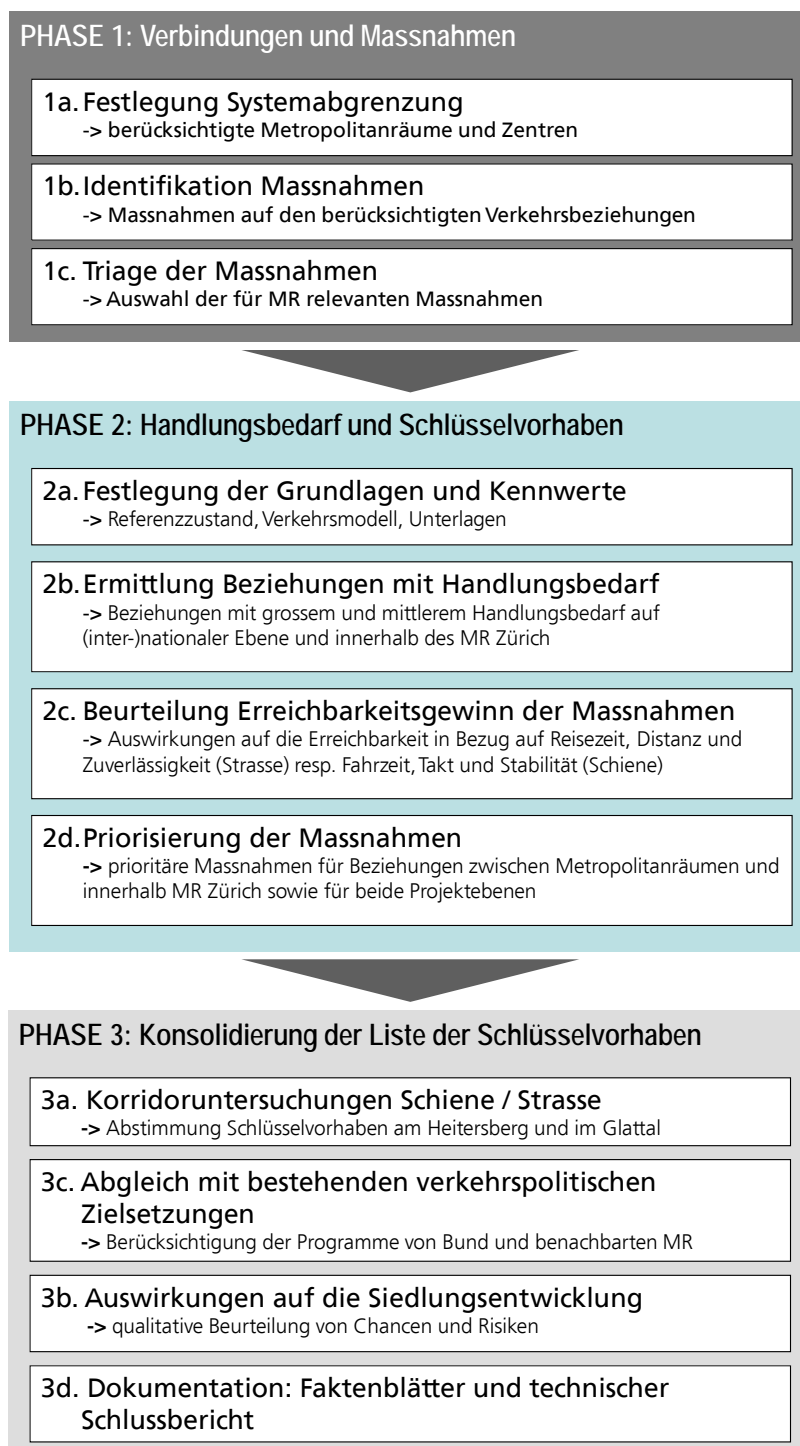 PHASE 1: Verbindungen und Massnahmen
1a. Festlegung Systemabgrenzung
-> berücksichtigte Metropolitanräume und Zentren
1b. Identifikation Massnahmen
-> Massnahmen auf den berücksichtigten Verkehrsbeziehungen
1c. Triage der Massnahmen
-> Auswahl der für MR relevanten Massnahmen
PHASE 2: Handlungsbedarf und Schlüsselvorhaben
2a. Festlegung der Grundlagen und Kennwerte
-> Referenzzustand, Verkehrsmodell, Unterlagen
2b. Ermittlung Beziehungen mit Handlungsbedarf
-> Beziehungen mit grossem und mittlerem Handlungsbedarf auf
(inter-)nationaler Ebene und innerhalb des MR Zürich
2c. Beurteilung Erreichbarkeitsgewinn der Massnahmen
-> Auswirkungen auf die Erreichbarkeit in Bezug auf Reisezeit, Distanz und
Zuverlässigkeit (Strasse) resp. Fahrzeit, Takt und Stabilität (Schiene)
2d. Priorisierung der Massnahmen
-> prioritäre Massnahmen für Beziehungen zwischen Metropolitanräumen und
innerhalb MR Zürich sowie für beide Projektebenen
PHASE 3: Konsolidierung der Liste der Schlüsselvorhaben
3a. Korridoruntersuchungen Schiene / Strasse
-> Abstimmung Schlüsselvorhaben am Heitersberg und im Glattal
3c. Abgleich mit bestehenden verkehrspolitischen
Zielsetzungen
-> Berücksichtigung der Programme von Bund und benachbarten MR
3b. Auswirkungen auf die Siedlungsentwicklung
-> qualitative Beurteilung von Chancen und Risiken
3d. Dokumentation: Faktenblätter und technischer
Schlussbericht